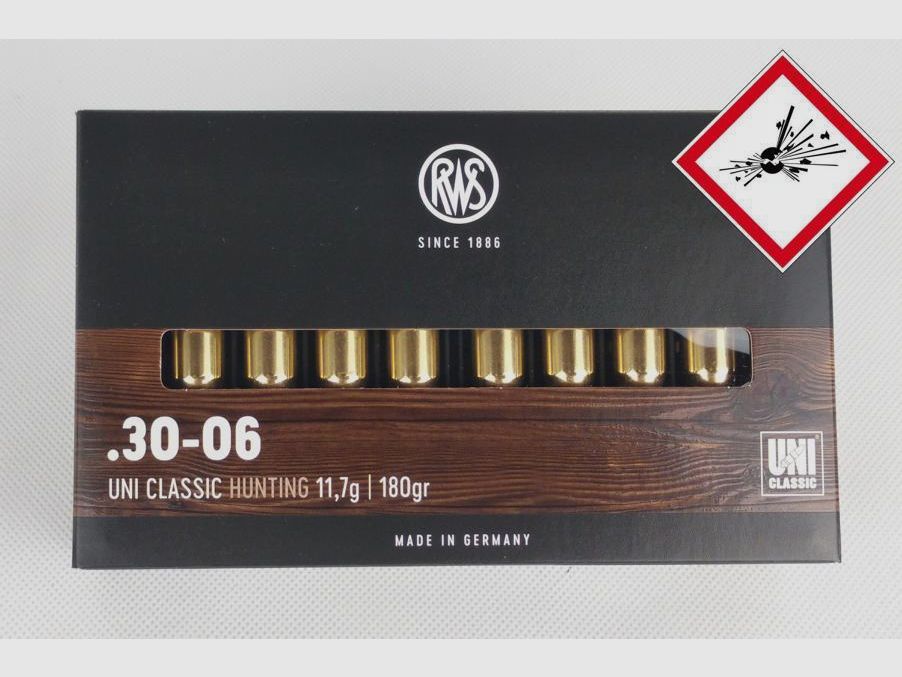 RWS
SINCE 1886
.30-06
UNI CLASSIC HUNTING 11,7g | 180gr
UNI
CLASSIC
MADE IN GERMANY